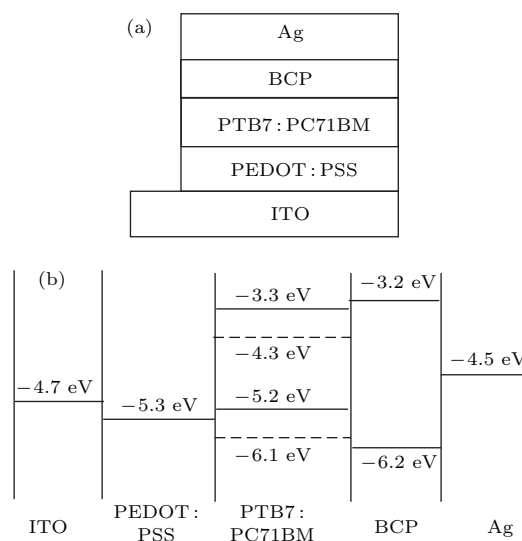 (a)
Ag
BCP
PTB7:PC71BM
PEDOT:PSS
ITO
(b)
−3.3 eV
−3.2 eV
−4.3 eV
−4.5 eV
−4.7 eV
−5.3 eV
−5.2 eV
−6.1 eV
−6.2 eV
ITO
PEDOT:
PSS
PTB7:
PC71BM
BCP
Ag